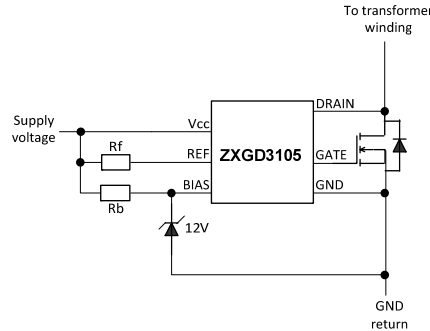 To transformer
winding
DRAIN
Supply
voltage
Vcc
Rf
REF
ZXGD3105
GATE
Rb
BIAS
GND
12V
GND
return